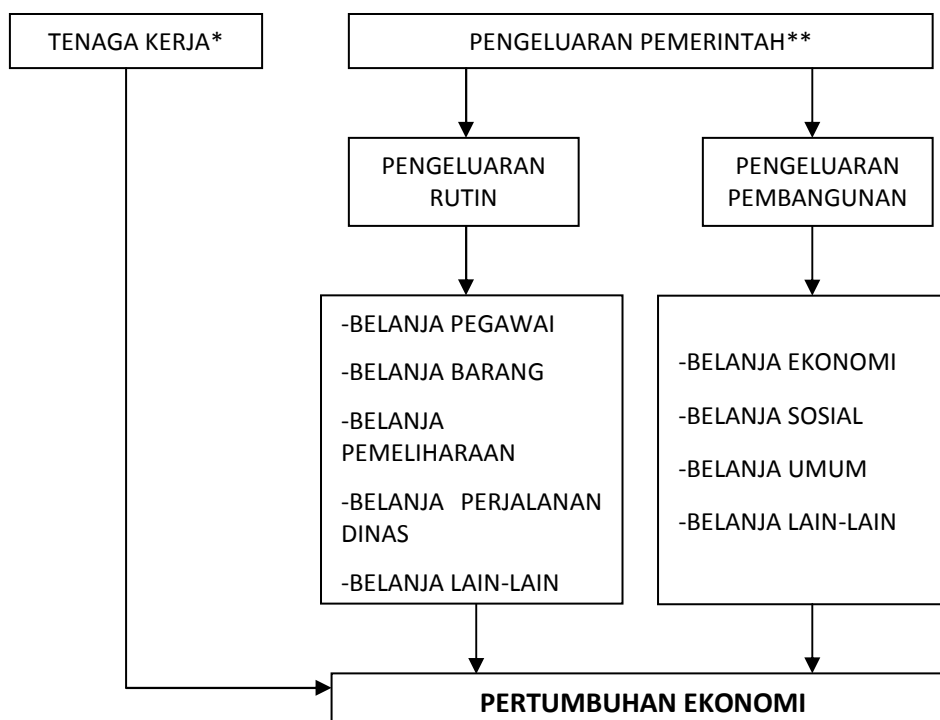 TENAGA KERJA*
PENGELUARAN PEMERINTAH**
PENGELUARAN
RUTIN
PENGELUARAN
PEMBANGUNAN
-BELANJA PEGAWAI
-BELANJA BARANG
-BELANJA
PEMELIHARAAN
-BELANJA PERJALANAN
DINAS
-BELANJA LAIN-LAIN
-BELANJA EKONOMI
-BELANJA SOSIAL
-BELANJA UMUM
-BELANJA LAIN-LAIN
PERTUMBUHAN EKONOMI